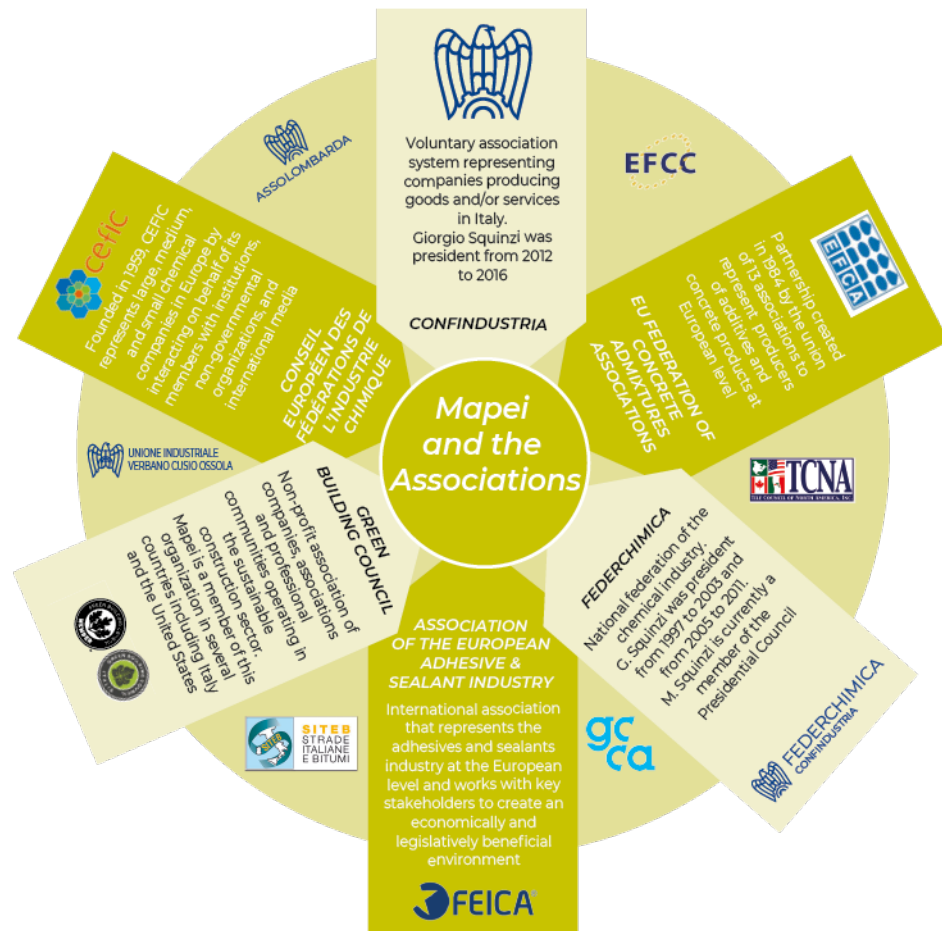 Mapei
and the
Associations
Voluntary association
system representing
companies producing
goods and/or services
in Italy.
Giorgio Squinzi was
president from 2012
to 2016
CONFINDUSTRIA
EFCC
EFCA
Partnership created
in 1984 by the union
of 13 associations to
represent producers
of additives and
concrete products at
European level
EU FEDERATION OF
CONCRETE
ADMIXTURES
ASSOCIATIONS
TCNA
TILE COUNCIL OF NORTH AMERICA, INC.
FEDERCHIMICA
National federation of the
chemical industry.
G. Squinzi was president
from 1997 to 2003 and
from 2005 to 2011.
M. Squinzi is currently a
member of the
Presidential Council
FEDERCHIMICA
CONFINDUSTRIA
gc
ca
ASSOCIATION
OF THE EUROPEAN
ADHESIVE &
SEALANT INDUSTRY
International association
that represents the
adhesives and sealants
industry at the European
level and works with key
stakeholders to create an
economically and
legislatively beneficial
environment
FEICA
SITEB
SITEB
STRADE
ITALIANE
E BITUMI
GREEN
BUILDING COUNCIL
Non-profit association of
companies, associations
and professional
communities operating in
the sustainable
construction sector.
Mapei is a member of this
organization in several
countries including Italy
and the United States
UNIONE INDUSTRIALE
VERBANO CUSIO OSSOLA
cefic
Founded in 1959, CEFIC
represents large, medium,
and small chemical
companies in Europe by
interacting on behalf of its
members with institutions,
non-governmental
organizations, and
international media
CONSEIL
EUROPÉEN DES
FÉDÉRATIONS DE
L'INDUSTRIE
CHIMIQUE
ASSOLOMBARDA